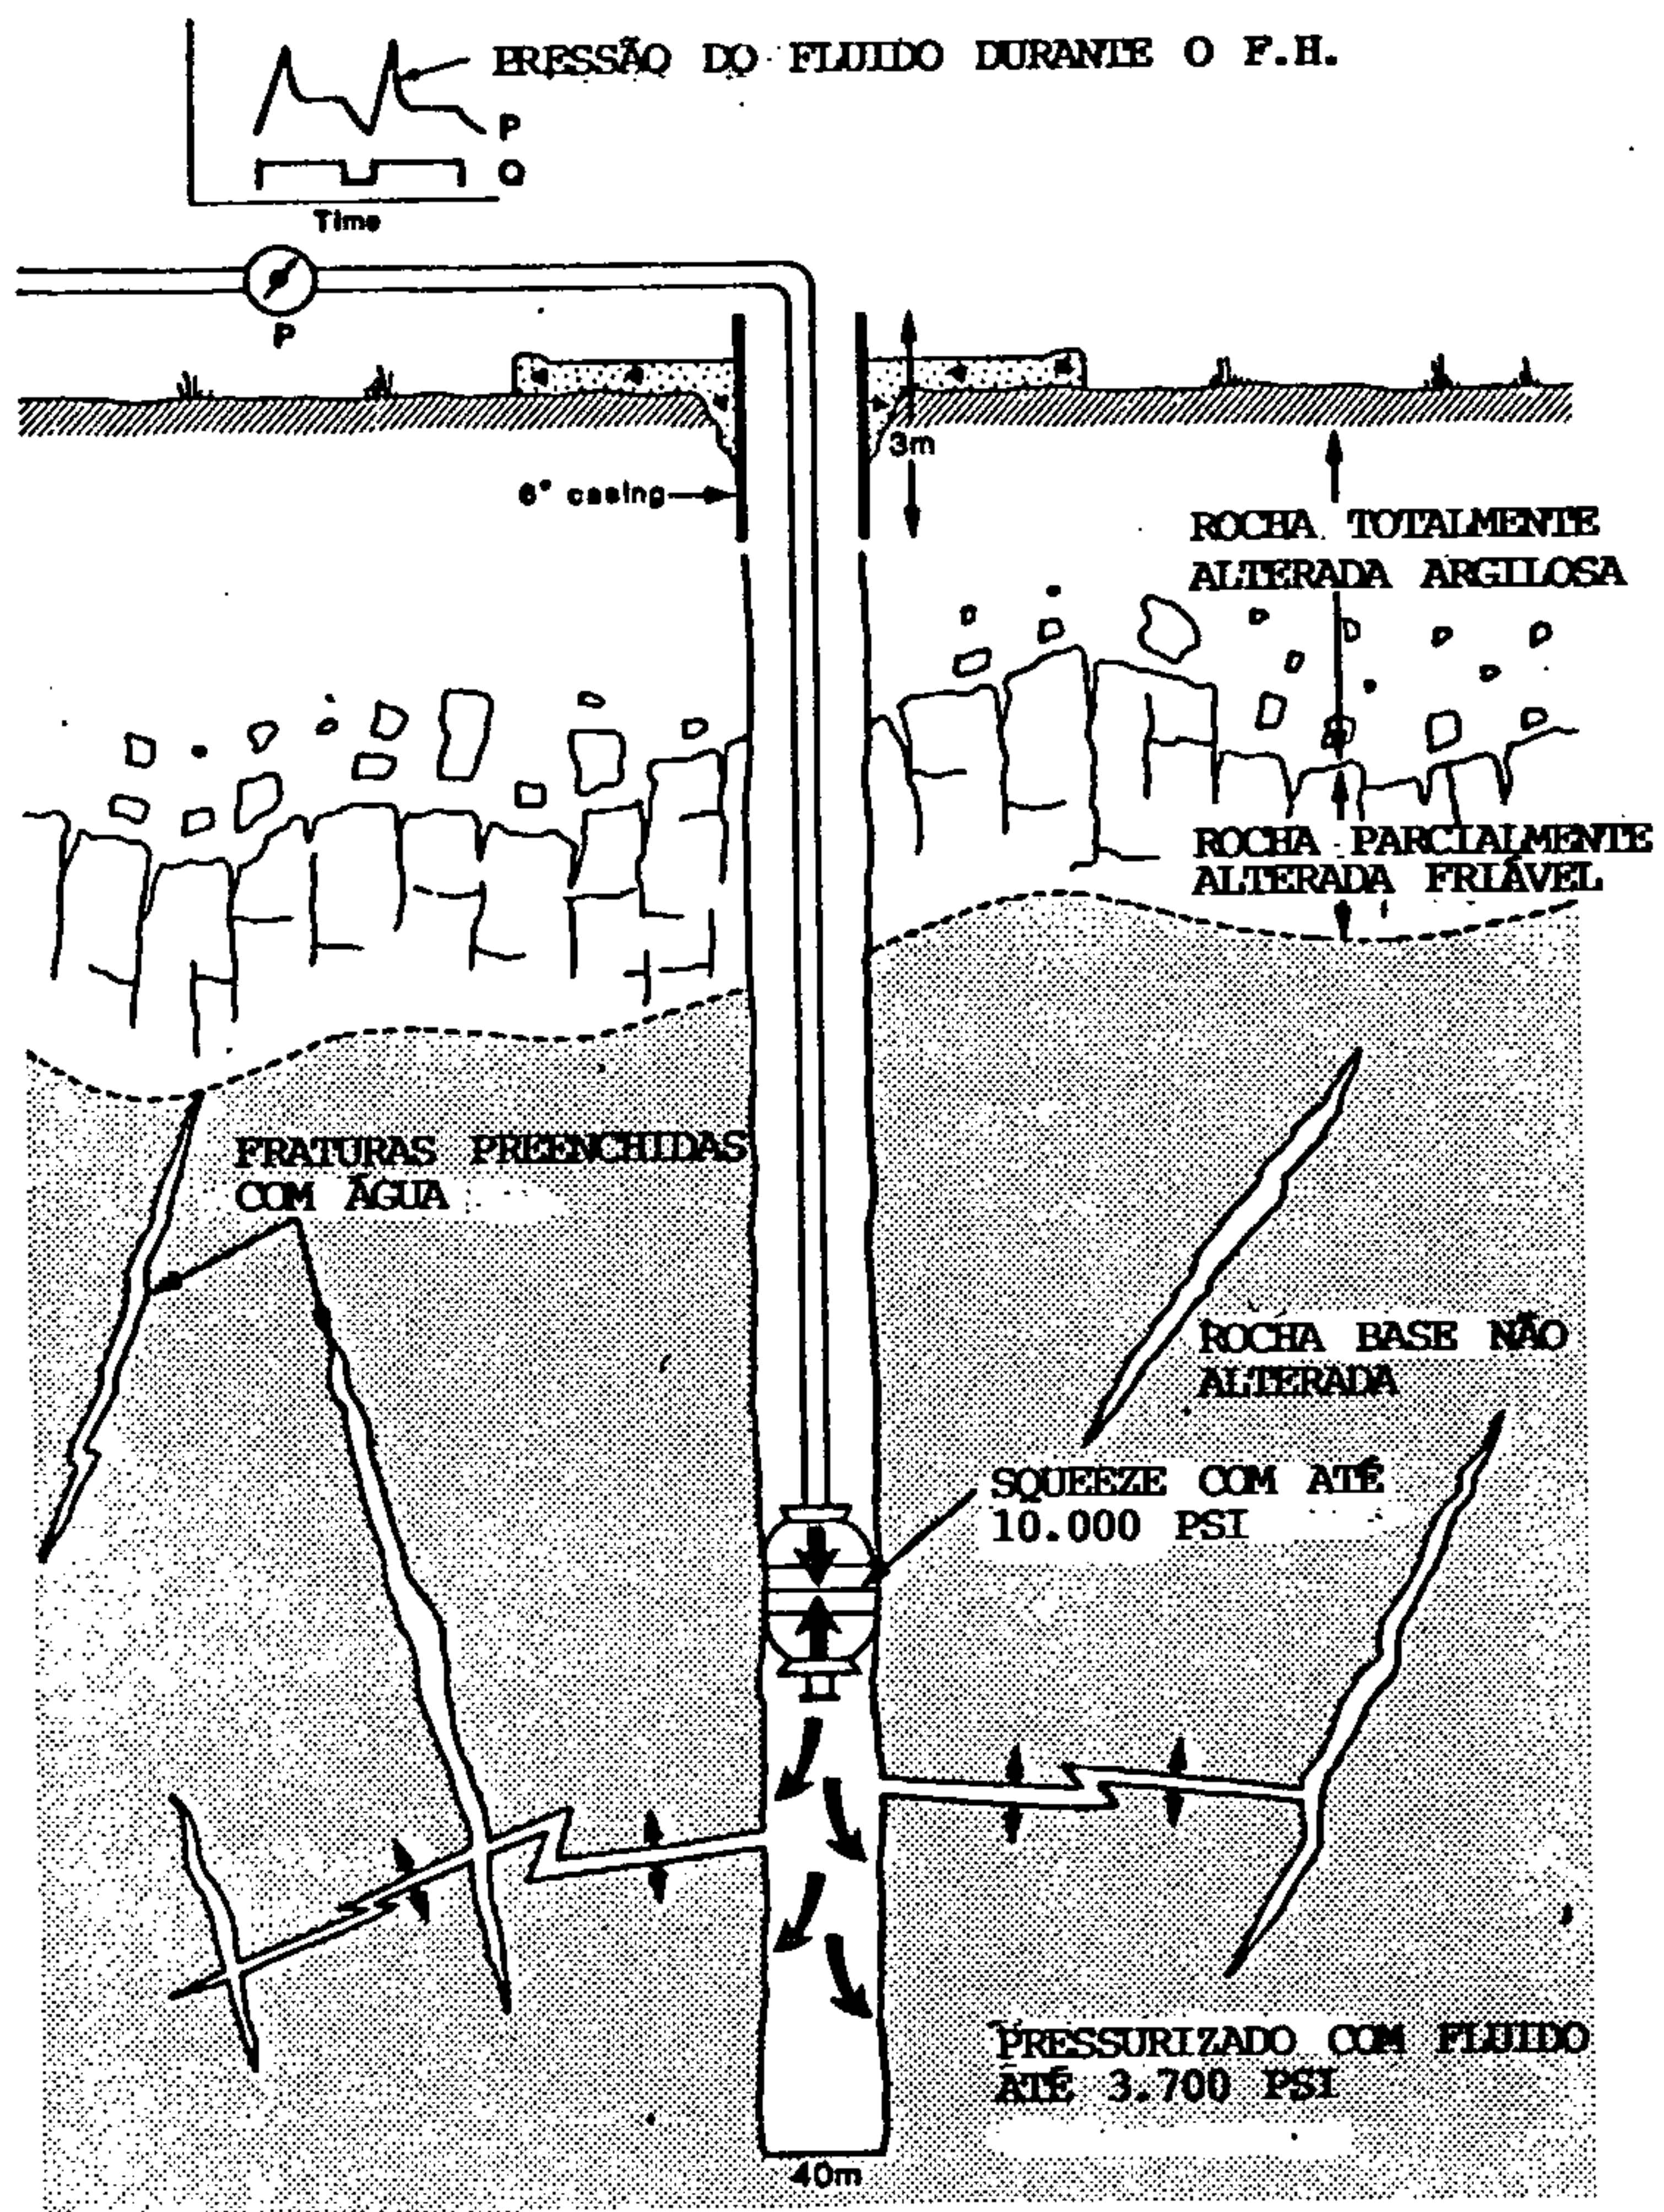 PRESSÃO DO FLUIDO DURANTE O F.H.
P
Q
Time
P
3m
6" casing
ROCHA TOTALMENTE
ALTERADA ARGILOSA
ROCHA PARCIALMENTE
ALTERADA FRIÁVEL
FRATURAS PREENCHIDAS
COM ÁGUA
ROCHA BASE NÃO
ALTERADA
SQUEEZE COM ATÉ
10.000 PSI
PRESSURIZADO COM FLUIDO
ATÉ 3.700 PSI
40m